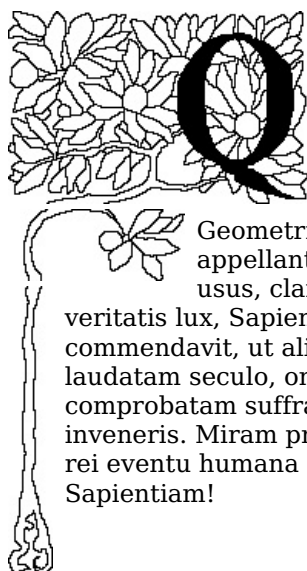 Q
Geometri
appellant
usus, cla
veritatis lux, Sapien
commendavit, ut ali
laudatam seculo, or
comprobatam suffra
inveneris. Miram pr
rei eventu humana
Sapientiam!